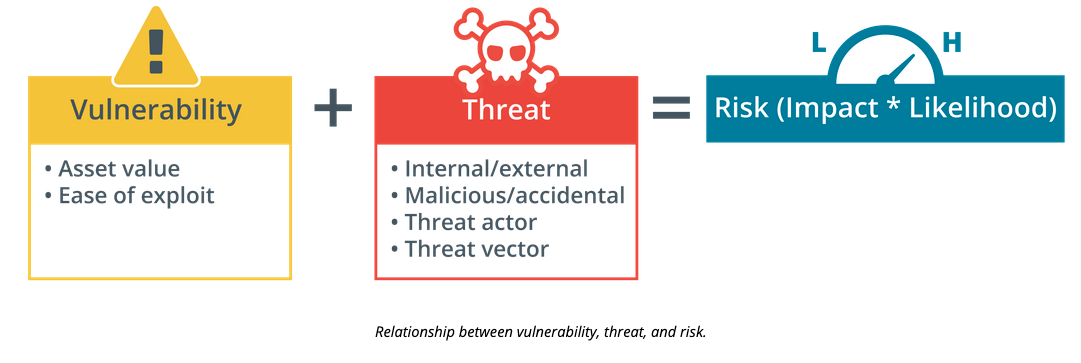 !
Vulnerability
• Asset value
• Ease of exploit
+
Threat
• Internal/external
• Malicious/accidental
• Threat actor
• Threat vector
=
L H
Risk (Impact * Likelihood)
Relationship between vulnerability, threat, and risk.